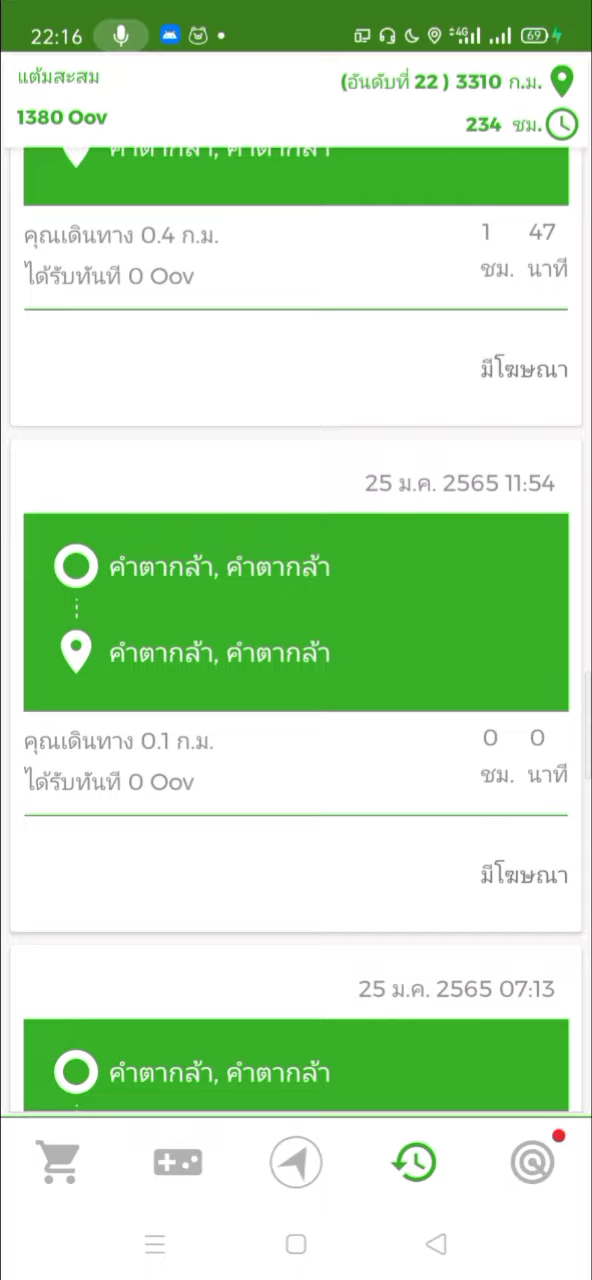 22:16
4G
69
แต้มสะสม
(อันดับที่ 22 ) 3310 ก.ม.
1380 Oov
234 ชม.
คุณเดินทาง 0.4 ก.ม.
1 47
ได้รับทันที 0 Oov
ชม. นาที
มีโฆษณา
25 ม.ค. 2565 11:54
คำตากล้า, คำตากล้า
คำตากล้า, คำตากล้า
คุณเดินทาง 0.1 ก.ม.
0 0
ได้รับทันที 0 Oov
ชม. นาที
มีโฆษณา
25 ม.ค. 2565 07:13
คำตากล้า, คำตากล้า